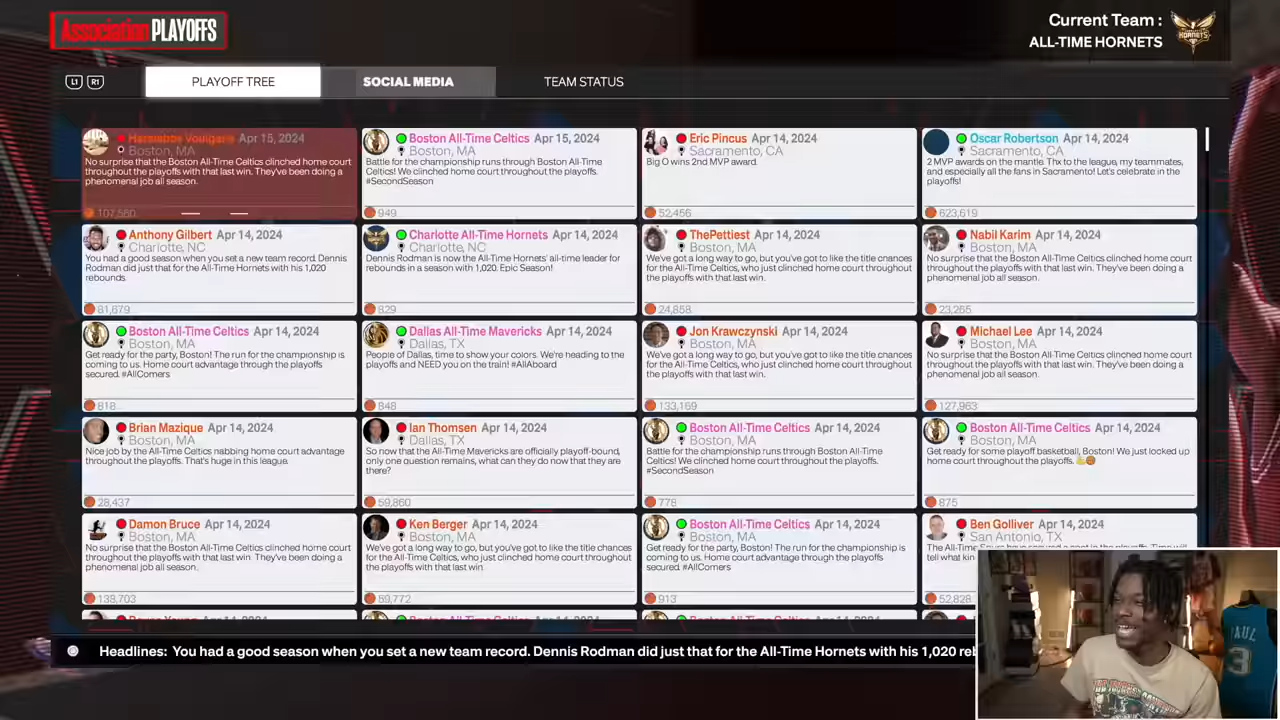 Association PLAYOFFS
Current Team :
ALL-TIME HORNETS
HORNETS
L1 R1
PLAYOFF TREE
SOCIAL MEDIA
TEAM STATUS
Apr 15, 2024
Boston, MA
No surprise that the Boston All-Time Celtics clinched home court
throughout the playoffs with that last win. They've been doing a
phenomenal job all season.
107,560
Boston All-Time Celtics Apr 15, 2024
Boston, MA
Battle for the championship runs through Boston All-Time
Celtics! We clinched home court throughout the playoffs.
#SecondSeason
949
Eric Pincus Apr 14, 2024
Sacramento, CA
Big O wins 2nd MVP award.
52,456
Oscar Robertson Apr 14, 2024
Sacramento, CA
2 MVP awards on the mantle. Thx to the league, my teammates,
and especially all the fans in Sacramento! Let's celebrate in the
playoffs!
623,619
Anthony Gilbert Apr 14, 2024
Charlotte, NC
You had a good season when you set a new team record. Dennis
Rodman did just that for the All-Time Hornets with his 1,020
rebounds
81,879
Charlotte All-Time Hornets Apr 14, 2024
Charlotte, NC
Dennis Rodman is now the All-Time Hornets' all-time leader for
rebounds in a season with 1,020. Epic Season!
829
ThePettiest Apr 14, 2024
Boston, MA
We've got a long way to go, but you've got to like the title chances
for the All-Time Celtics, who just clinched home court throughout
the playoffs with that last win.
24,858
Nabil Karim Apr 14, 2024
Boston, MA
No surprise that the Boston All-Time Celtics clinched home court
throughout the playoffs with that last win. They've been doing a
phenomenal job all season.
23,265
Boston All-Time Celtics Apr 14, 2024
Boston, MA
Get ready for the party, Boston! The run for the championship is
coming to us. Home court advantage through the playoffs
secured. #AllComers
818
Dallas All-Time Mavericks Apr 14, 2024
Dallas, TX
People of Dallas, time to show your colors. We're heading to the
playoffs and NEED you on the train! #AllAboard
848
Jon Krawczynski Apr 14, 2024
Boston, MA
We've got a long way to go, but you've got to like the title chances
for the All-Time Celtics, who just clinched home court throughout
the playoffs with that last win.
133,169
Michael Lee Apr 14, 2024
Boston, MA
No surprise that the Boston All-Time Celtics clinched home court
throughout the playoffs with that last win. They've been doing a
phenomenal job all season.
127,963
Brian Mazique Apr 14, 2024
Boston, MA
Nice job by the All-Time Celtics nabbing home court advantage
throughout the playoffs. That's huge in this league.
28,437
Ian Thomsen Apr 14, 2024
Dallas, TX
So now that the All-Time Mavericks are officially playoff-bound,
only one question remains, what can they do now that they are
there?
59,860
Boston All-Time Celtics Apr 14, 2024
Boston, MA
Battle for the championship runs through Boston All-Time
Celtics! We clinched home court throughout the playoffs.
#SecondSeason
778
Boston All-Time Celtics Apr 14, 2024
Boston, MA
Get ready for some playoff basketball, Boston! We just locked up
home court throughout the playoffs. 💪🏀
875
Damon Bruce Apr 14, 2024
Boston, MA
No surprise that the Boston All-Time Celtics clinched home court
throughout the playoffs with that last win. They've been doing a
phenomenal job all season.
138,703
Ken Berger Apr 14, 2024
Boston, MA
We've got a long way to go, but you've got to like the title chances
for the All-Time Celtics, who just clinched home court throughout
the playoffs with that last win
59,772
Boston All-Time Celtics Apr 14, 2024
Boston, MA
Get ready for the party, Boston! The run for the championship is
coming to us. Home court advantage through the playoffs
secured. #AllComers
913
Ben Golliver Apr 14, 2024
San Antonio, TX
52,828
Headlines: You had a good season when you set a new team record. Dennis Rodman did just that for the All-Time Hornets with his 1,020 reb
PAUL
3